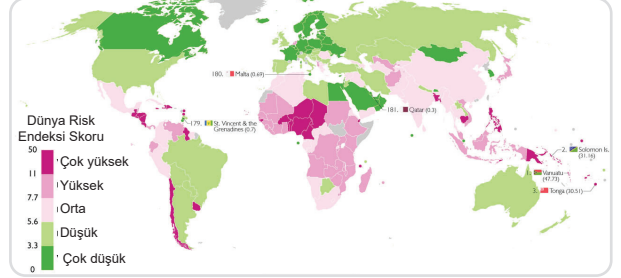 180. Malta (0.69)
181. Qatar (0.3)
179. St. Vincent & the
Grenadines (0.7)
2. Solomon Is.
(31.16)
1. Vanuatu
(47.73)
3. Tonga (30.51)
Dünya Risk
Endeksi Skoru
50
Çok yüksek
11
Yüksek
7.7
Orta
5.6
Düşük
3.3
Çok düşük
0